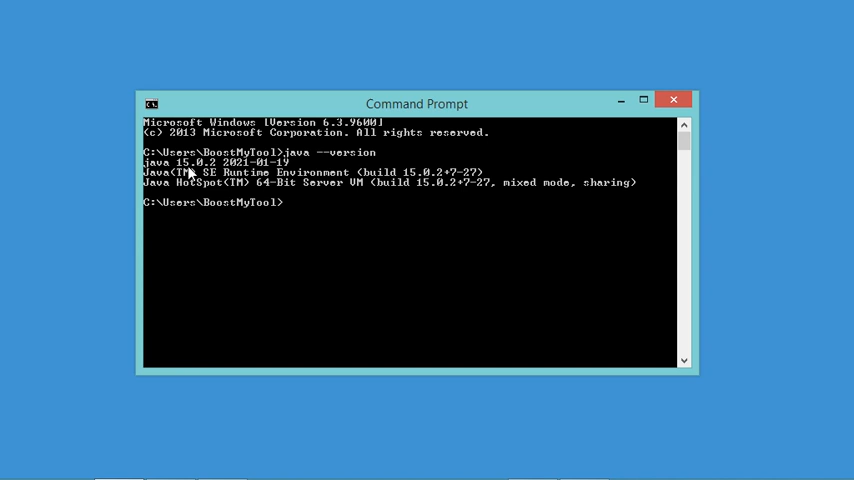 Command Prompt
Microsoft Windows [Version 6.3.9600]
(c) 2013 Microsoft Corporation. All rights reserved.
C:\Users\BoostMyTool>java --version
java 15.0.2 2021-01-19
Java(TM) SE Runtime Environment (build 15.0.2+7-27)
Java HotSpot(TM) 64-Bit Server VM (build 15.0.2+7-27, mixed mode, sharing)
C:\Users\BoostMyTool>